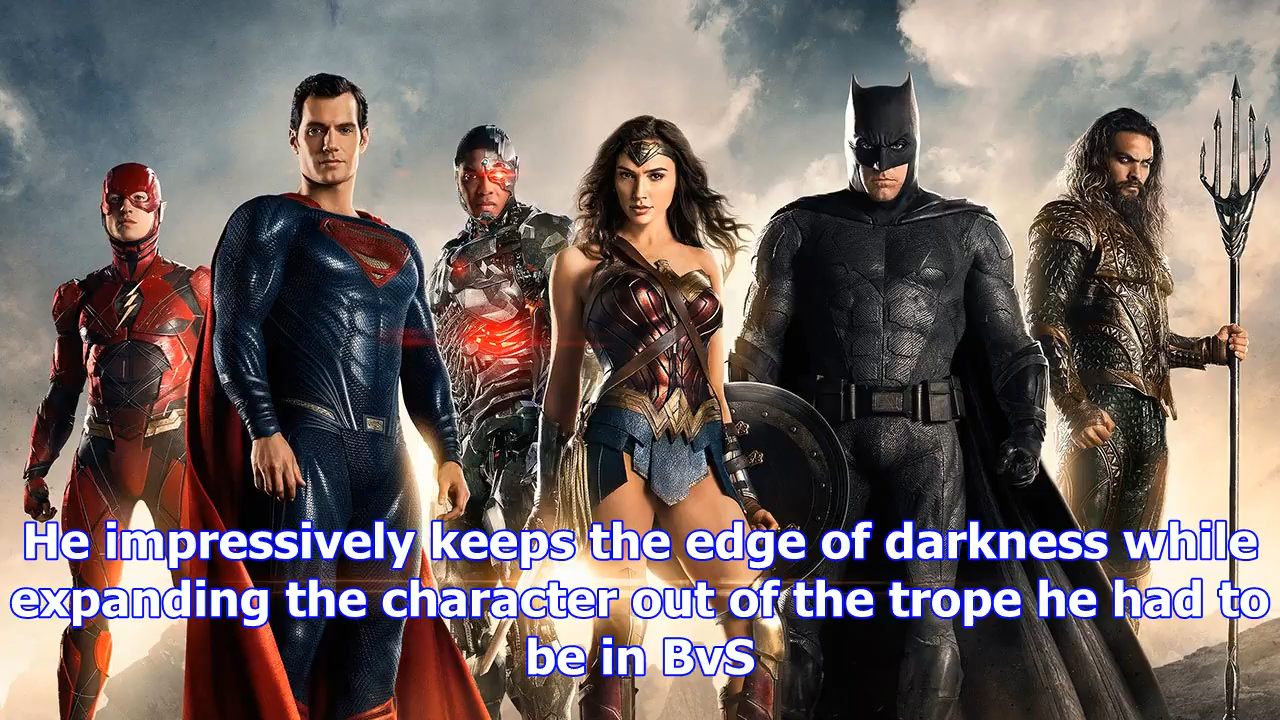 He impressively keeps the edge of darkness while
expanding the character out of the trope he had to
be in BvS